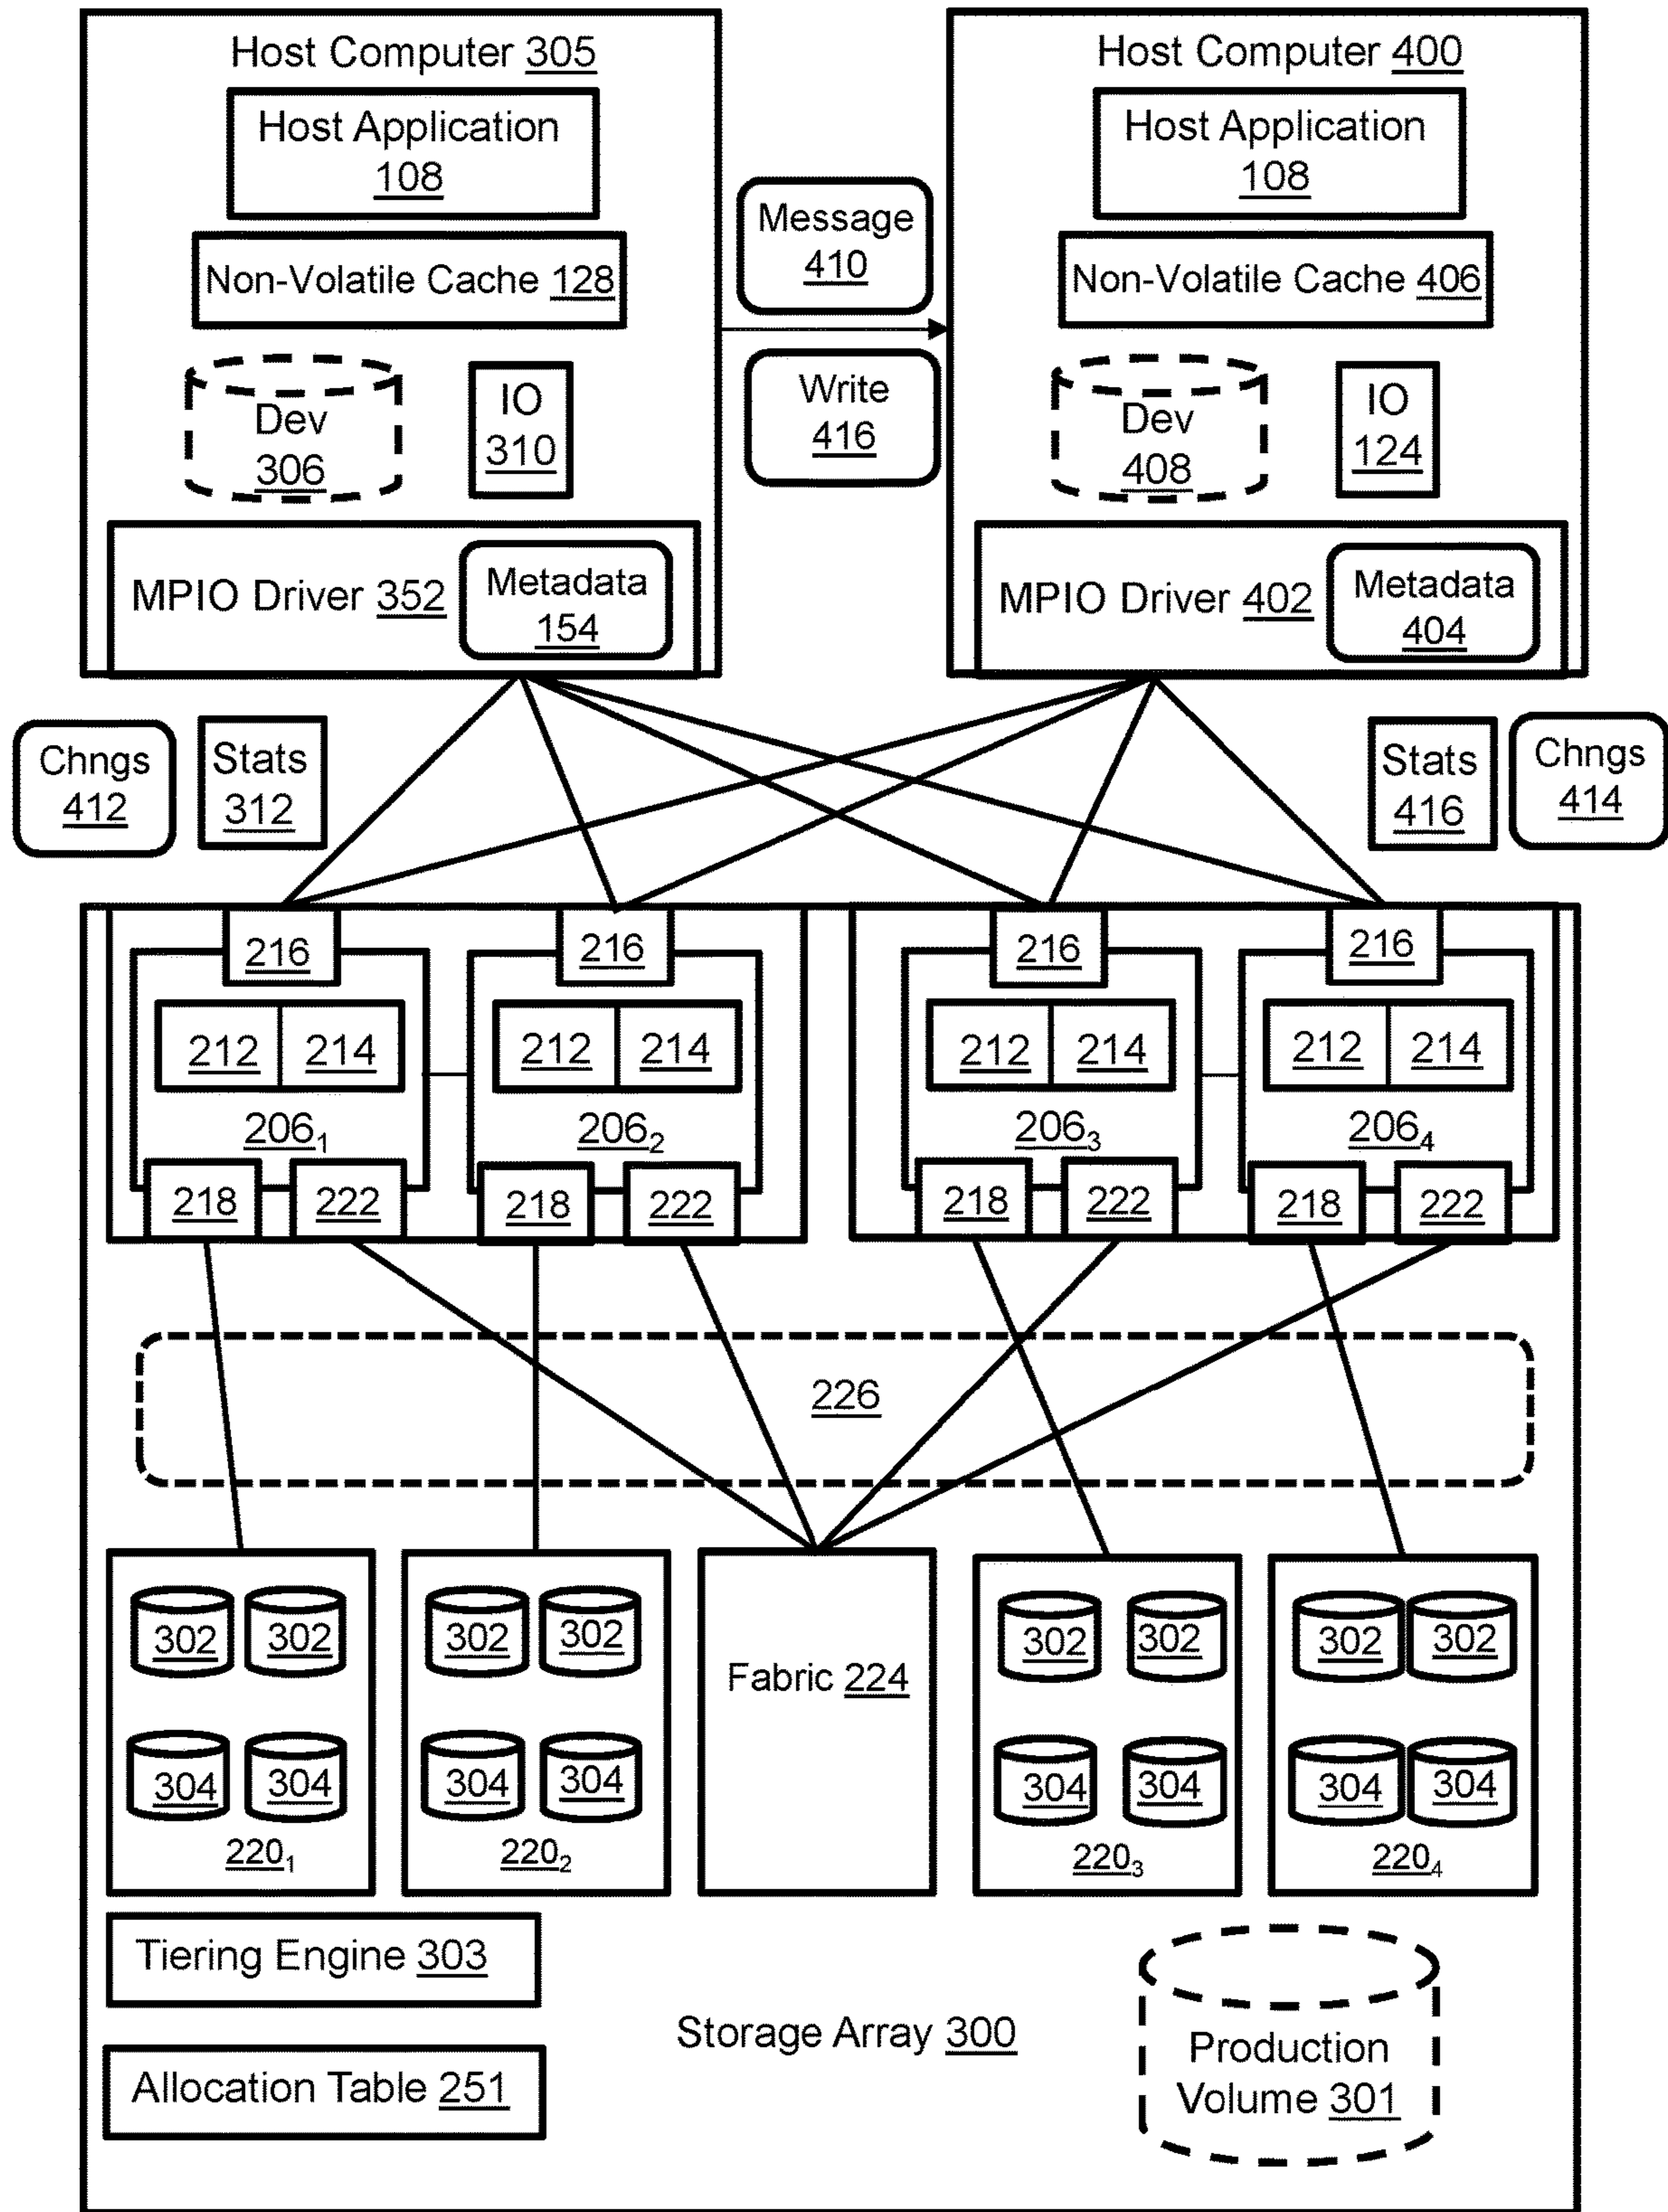 Host Computer 305
Host Application
108
Non-Volatile Cache 128
Dev
306
IO
310
MPIO Driver 352
Metadata
154
Message
410
Write
416
Host Computer 400
Host Application
108
Non-Volatile Cache 406
Dev
408
IO
124
MPIO Driver 402
Metadata
404
Chngs
412
Stats
312
Stats
416
Chngs
414
216
216
216
216
212 214
212 214
212 214
212 214
206₁
206₂
206₃
206₄
218 222
218 222
218 222
218 222
226
302 302
304 304
220₁
302 302
304 304
220₂
Fabric 224
302 302
304 304
220₃
302 302
304 304
220₄
Tiering Engine 303
Allocation Table 251
Storage Array 300
Production
Volume 301